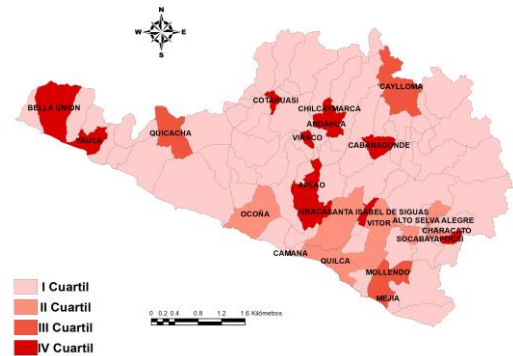 N
W E
S
BELLA UNION
YAUCA
QUICACHA
COTAHUASI
CHILCAYMARCA
ANDAHUA
VIRACO
CAYLLOMA
CABANACONDE
APLAO
OCOÑA
URACA SANTA ISABEL DE SIGUAS
VITOR
ALTO SELVA ALEGRE
CHARACATO
SOCABAYA POCSI
CAMANA
QUILCA
MOLLENDO
MEJIA
I Cuartil
II Cuartil
III Cuartil
IV Cuartil
0 0.2 0.4 0.8 1.2 1.6 Kilómetros